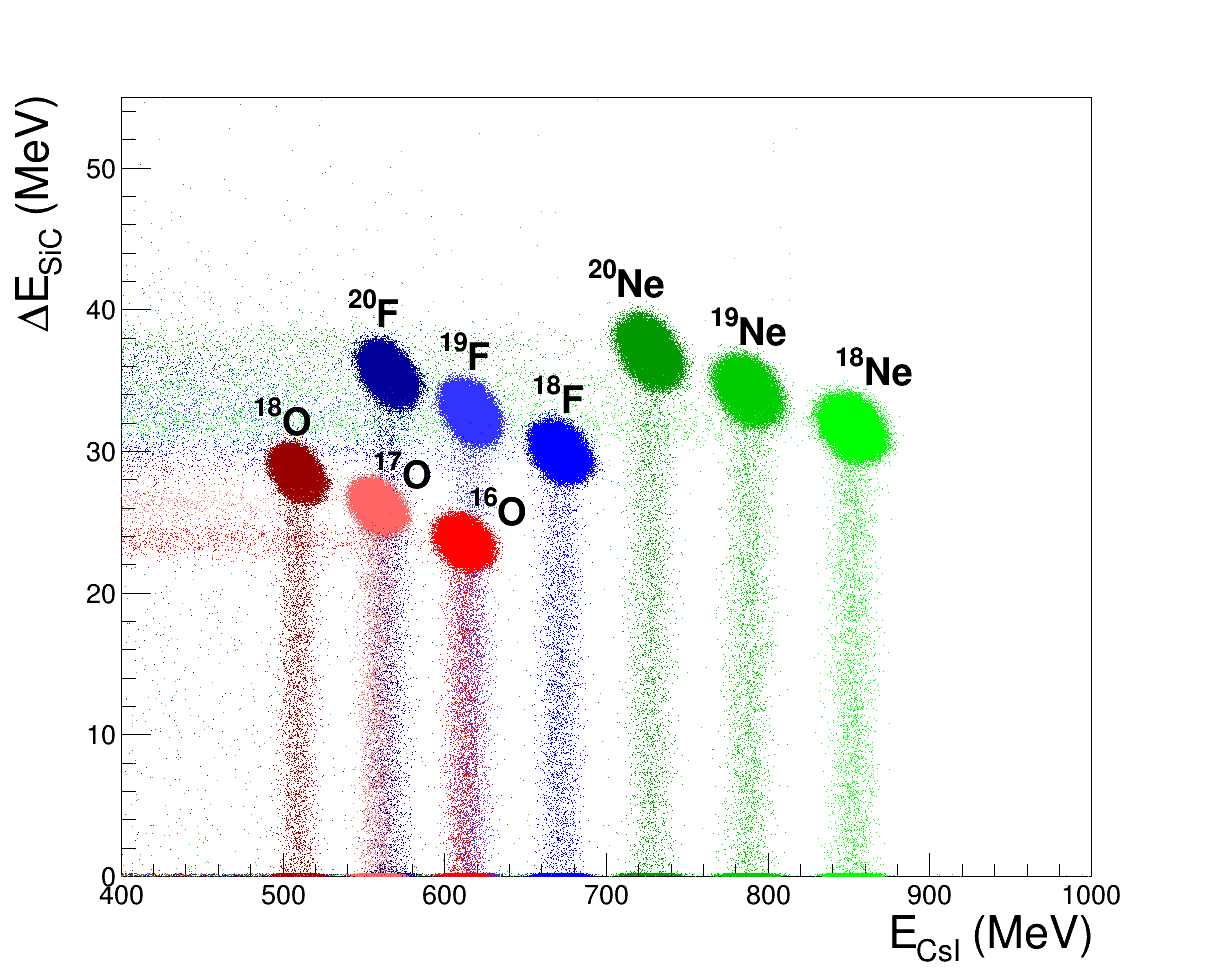 ΔE_SiC (MeV)
50
40
30
20
10
0
²⁰Ne
¹⁹Ne
¹⁸Ne
²⁰F
¹⁹F
¹⁸F
¹⁸O
¹⁷O
¹⁶O
400 500 600 700 800 900 1000
E_CsI (MeV)